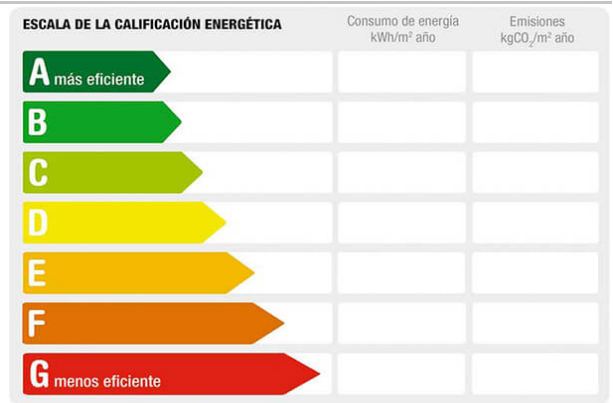 ESCALA DE LA CALIFICACIÓN ENERGÉTICA
Consumo de energía
kWh/m² año
Emisiones
kgCO₂/m² año
A más eficiente
B
C
D
E
F
G menos eficiente